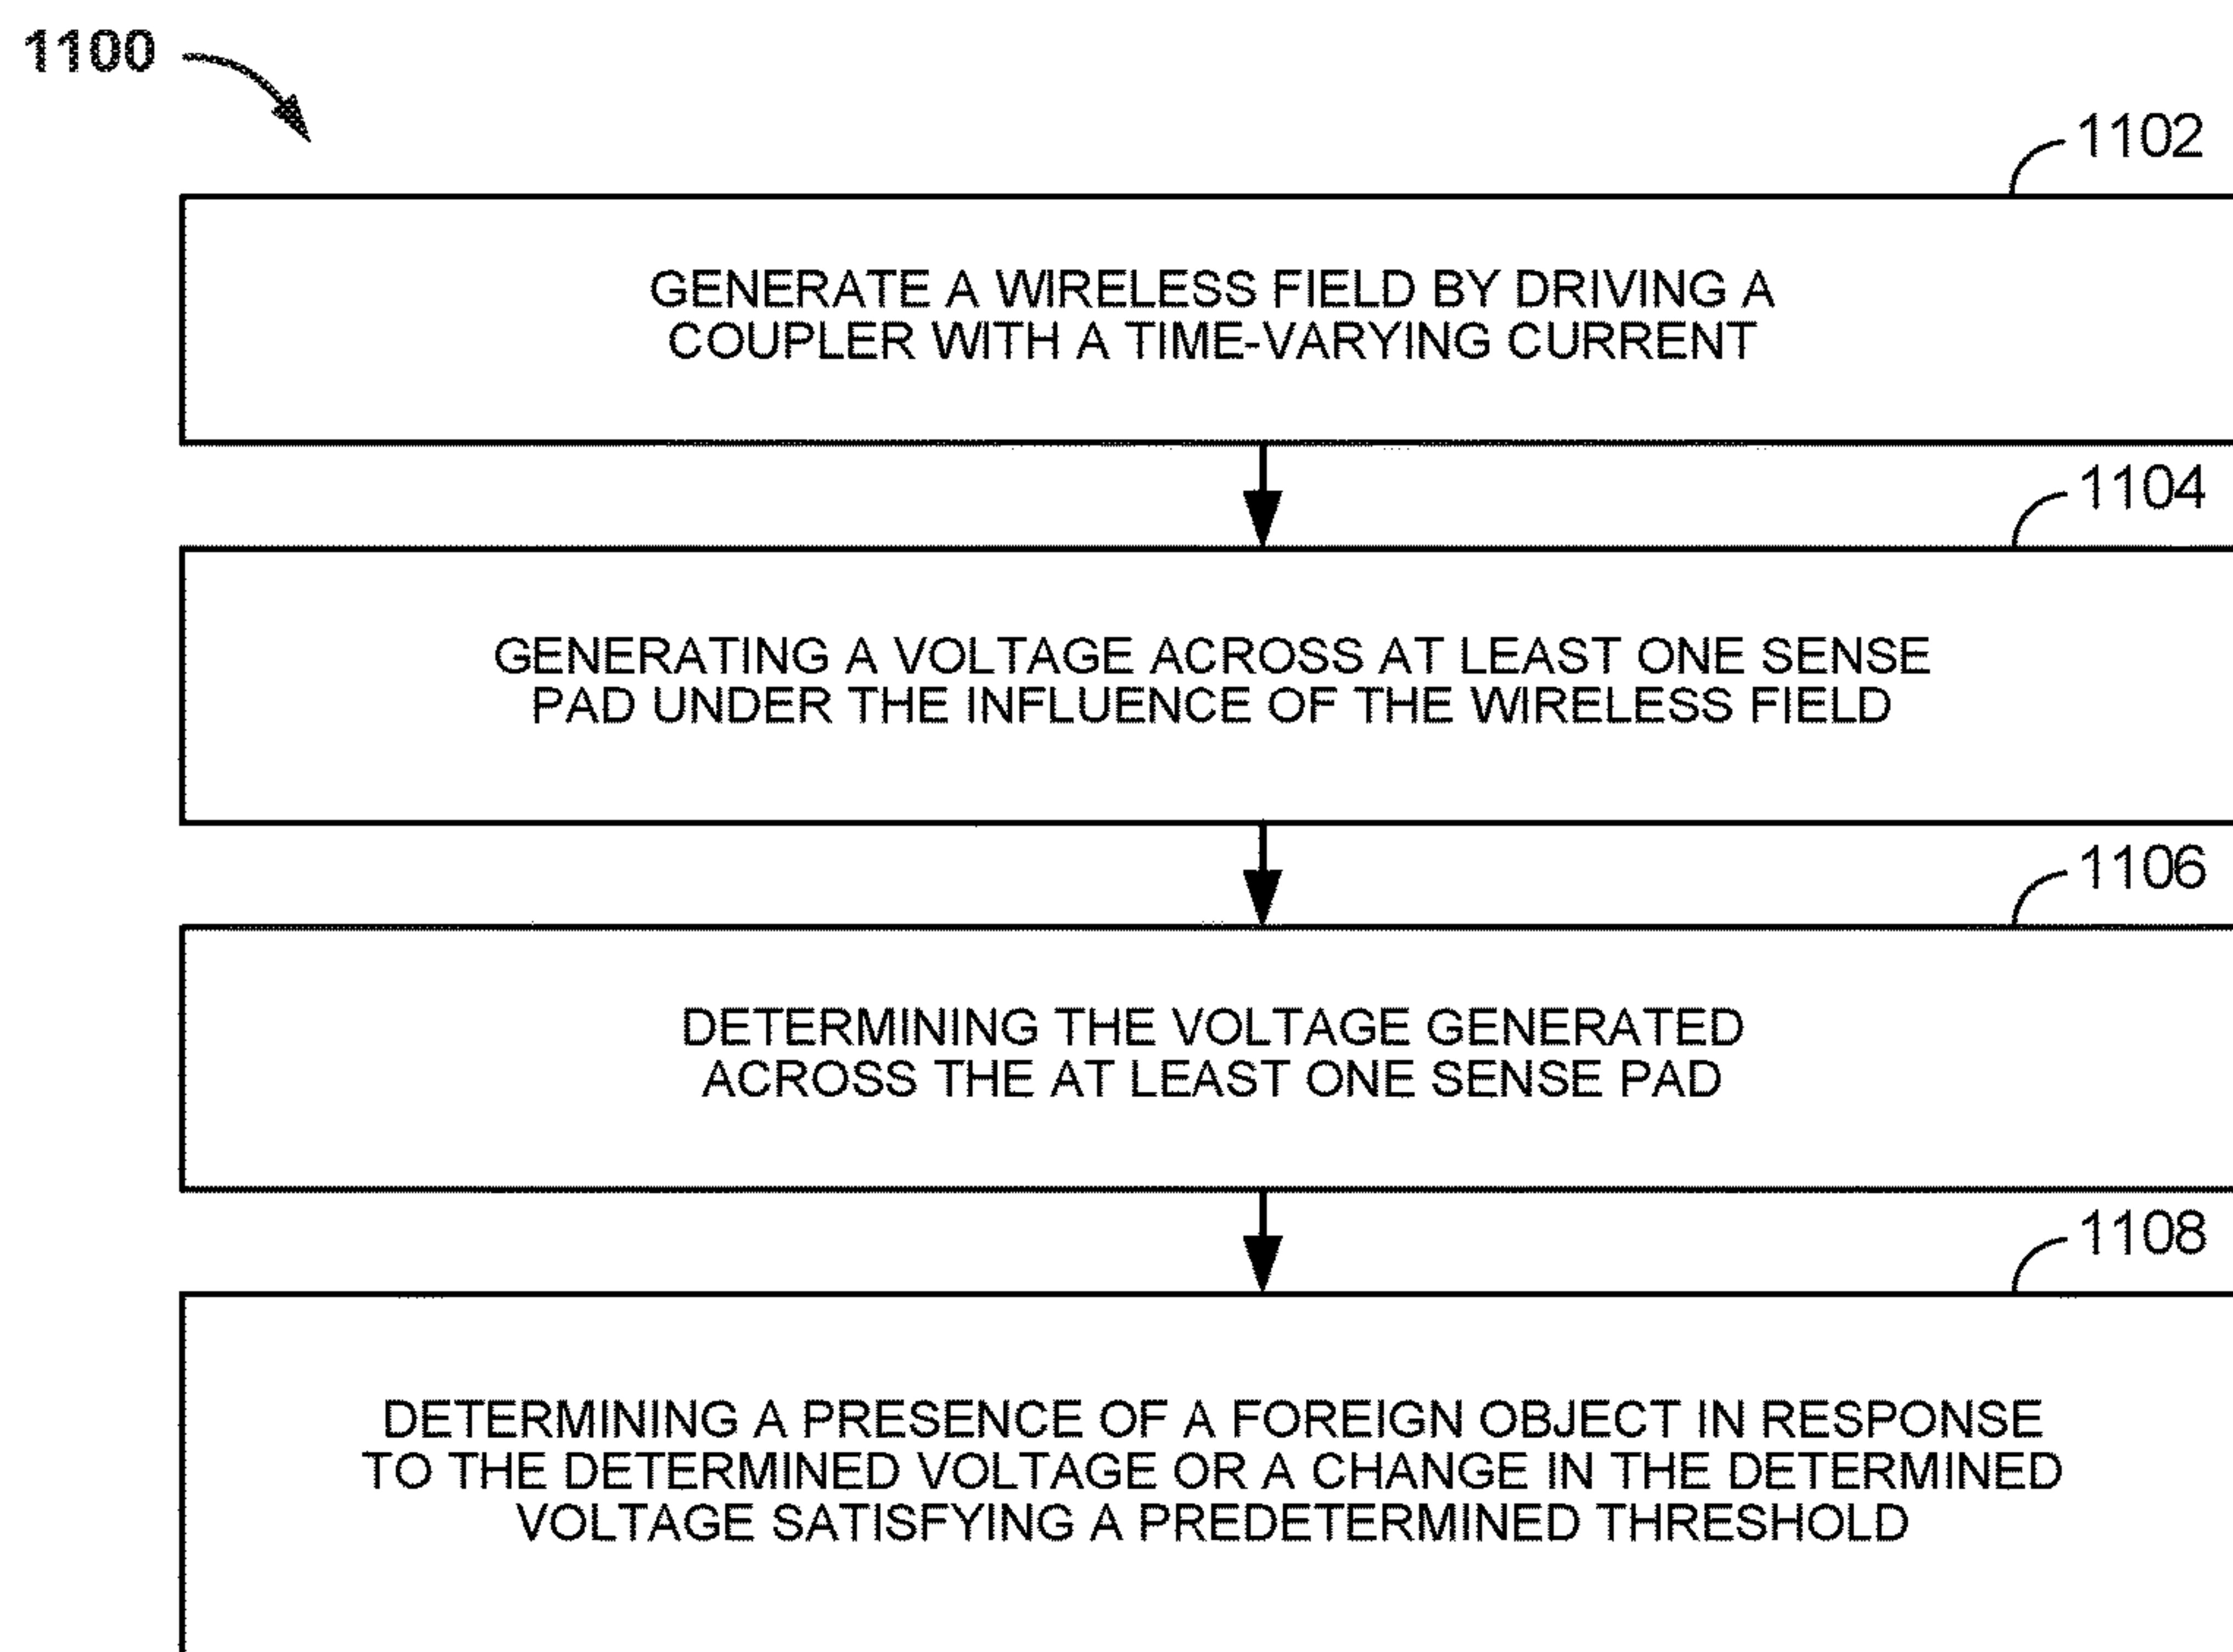 1100
1102
GENERATE A WIRELESS FIELD BY DRIVING A
COUPLER WITH A TIME-VARYING CURRENT
1104
GENERATING A VOLTAGE ACROSS AT LEAST ONE SENSE
PAD UNDER THE INFLUENCE OF THE WIRELESS FIELD
1106
DETERMINING THE VOLTAGE GENERATED
ACROSS THE AT LEAST ONE SENSE PAD
1108
DETERMINING A PRESENCE OF A FOREIGN OBJECT IN RESPONSE
TO THE DETERMINED VOLTAGE OR A CHANGE IN THE DETERMINED
VOLTAGE SATISFYING A PREDETERMINED THRESHOLD